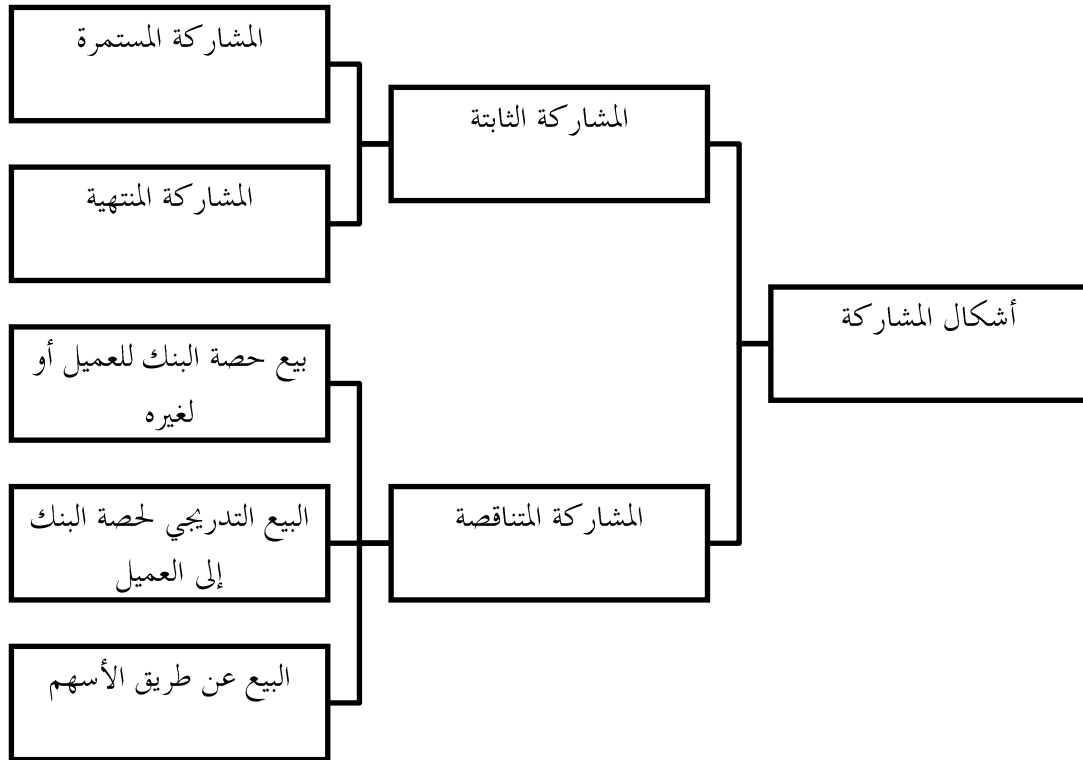 أشكال المشاركة
المشاركة الثابتة
المشاركة المستمرة
المشاركة المنتهية
المشاركة المتناقصة
بيع حصة البنك للعميل أو
لغيره
البيع التدريجي لحصة البنك
إلى العميل
البيع عن طريق الأسهم